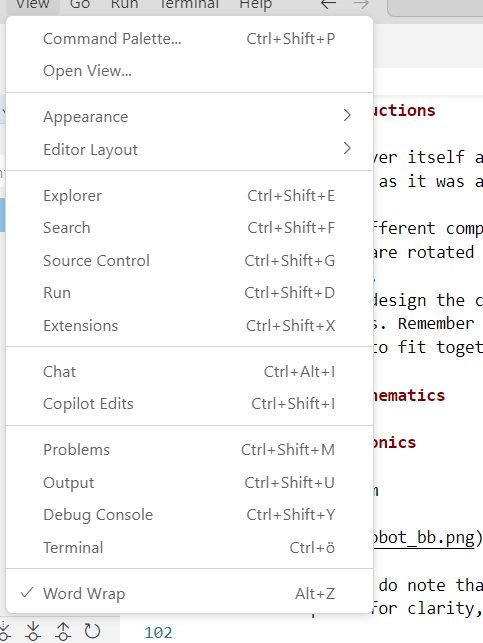 View Go Run Terminal Help
Command Palette... Ctrl+Shift+P
Open View...
Appearance
Editor Layout
Explorer Ctrl+Shift+E
Search Ctrl+Shift+F
Source Control Ctrl+Shift+G
Run Ctrl+Shift+D
Extensions Ctrl+Shift+X
Chat Ctrl+Alt+I
Copilot Edits Ctrl+Shift+I
Problems Ctrl+Shift+M
Output Ctrl+Shift+U
Debug Console Ctrl+Shift+Y
Terminal Ctrl+ö
Word Wrap Alt+Z
uctions
ver itself a
as it was a
fferent comp
are rotated
design the c
s. Remember
to fit toget
hematics
onics
m
obot_bb.png)
do note tha
for clarity,
102